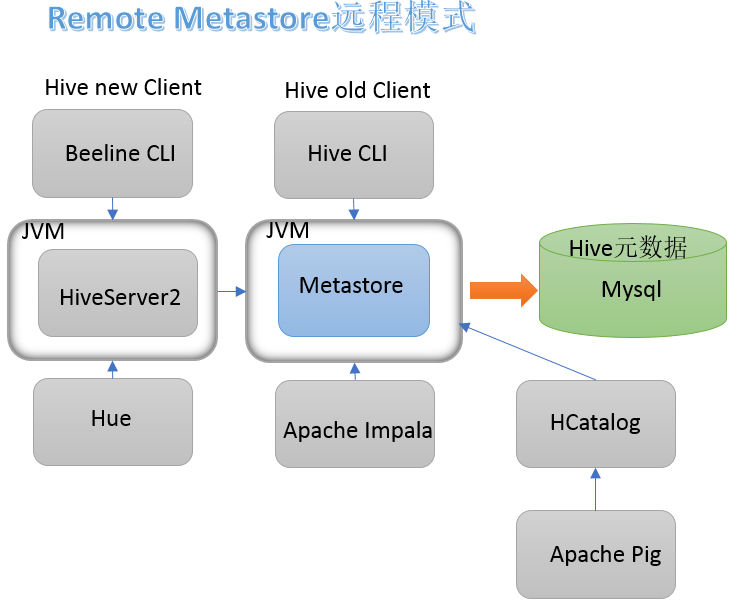 Remote Metastore远程模式
Hive new Client
Hive old Client
Beeline CLI
Hive CLI
JVM
JVM
HiveServer2
Metastore
Hive元数据
Mysql
Hue
Apache Impala
HCatalog
Apache Pig